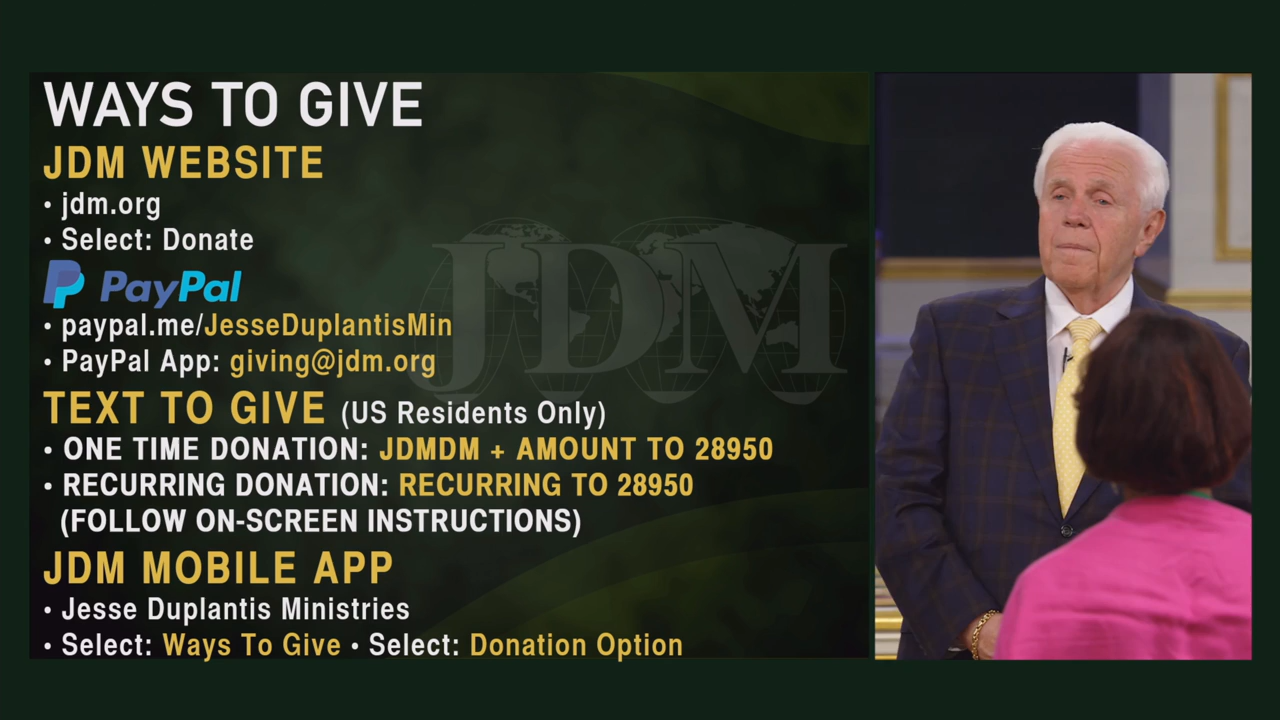 WAYS TO GIVE
JDM WEBSITE
• jdm.org
• Select: Donate
PayPal
• paypal.me/JesseDuplantisMin
• PayPal App: giving@jdm.org
TEXT TO GIVE (US Residents Only)
• ONE TIME DONATION: JDMDM + AMOUNT TO 28950
• RECURRING DONATION: RECURRING TO 28950
(FOLLOW ON-SCREEN INSTRUCTIONS)
JDM MOBILE APP
• Jesse Duplantis Ministries
• Select: Ways To Give • Select: Donation Option
JDM